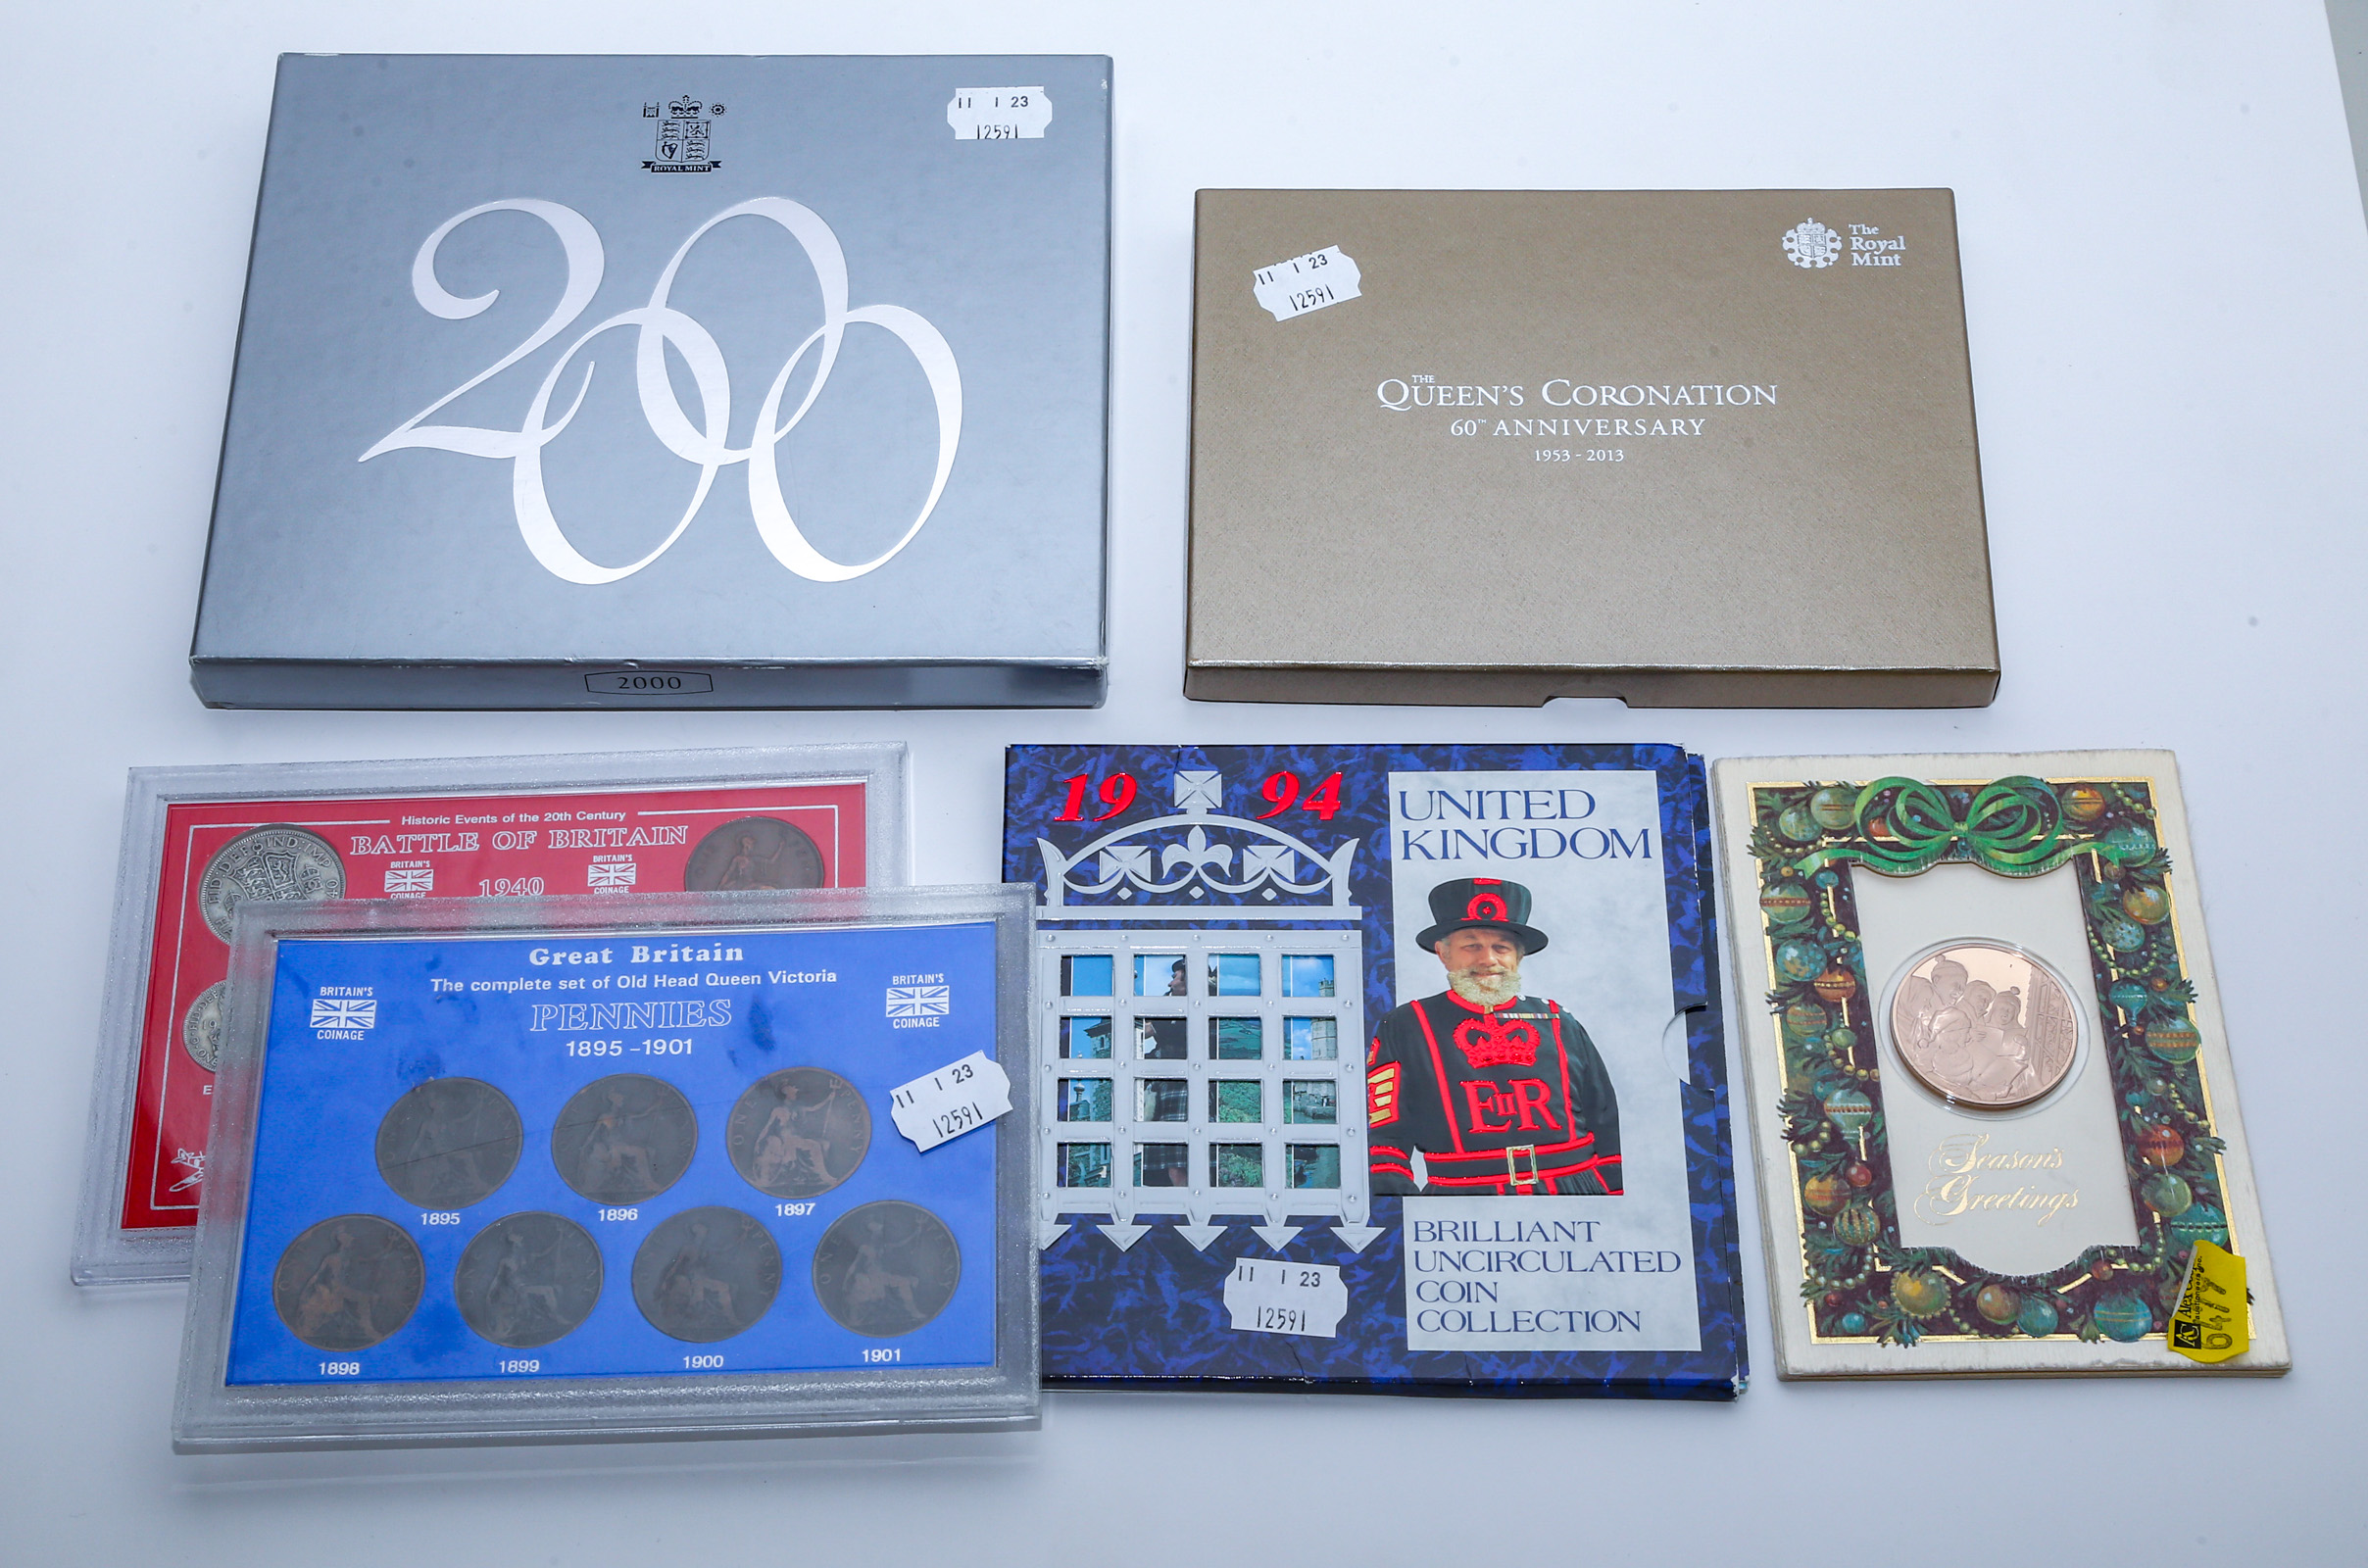 ROYAL MINT
11 1 23
12591
2000
2000
11 1 23
12591
The
Royal
Mint
THE
QUEEN'S CORONATION
60TH ANNIVERSARY
1953 - 2013
Historic Events of the 20th Century
BATTLE OF BRITAIN
BRITAIN'S
COINAGE
1940
BRITAIN'S
COINAGE
Great Britain
The complete set of Old Head Queen Victoria
PENNIES
1895 -1901
BRITAIN'S
COINAGE
BRITAIN'S
COINAGE
11 1 23
12591
1895
1896
1897
1898
1899
1900
1901
1994
UNITED
KINGDOM
EIIR
BRILLIANT
UNCIRCULATED
COIN
COLLECTION
11 1 23
12591
Season's
Greetings